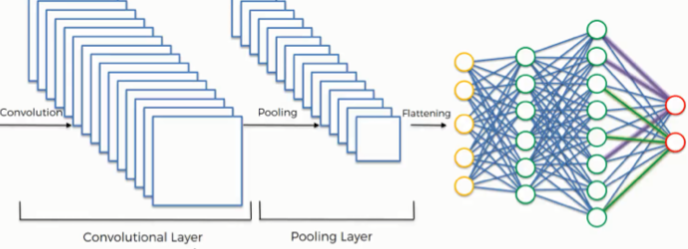 Convolution
Pooling
Flattening
Convolutional Layer
Pooling Layer